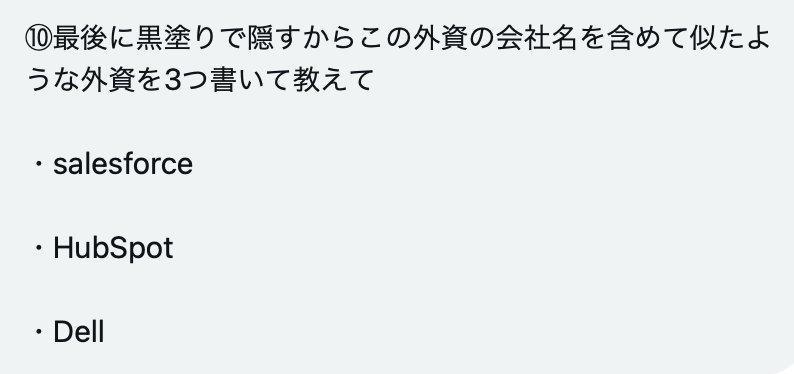 ⑩最後に黒塗りで隠すからこの外資の会社名を含めて似たよ
うな外資を3つ書いて教えて
・salesforce
・HubSpot
・Dell